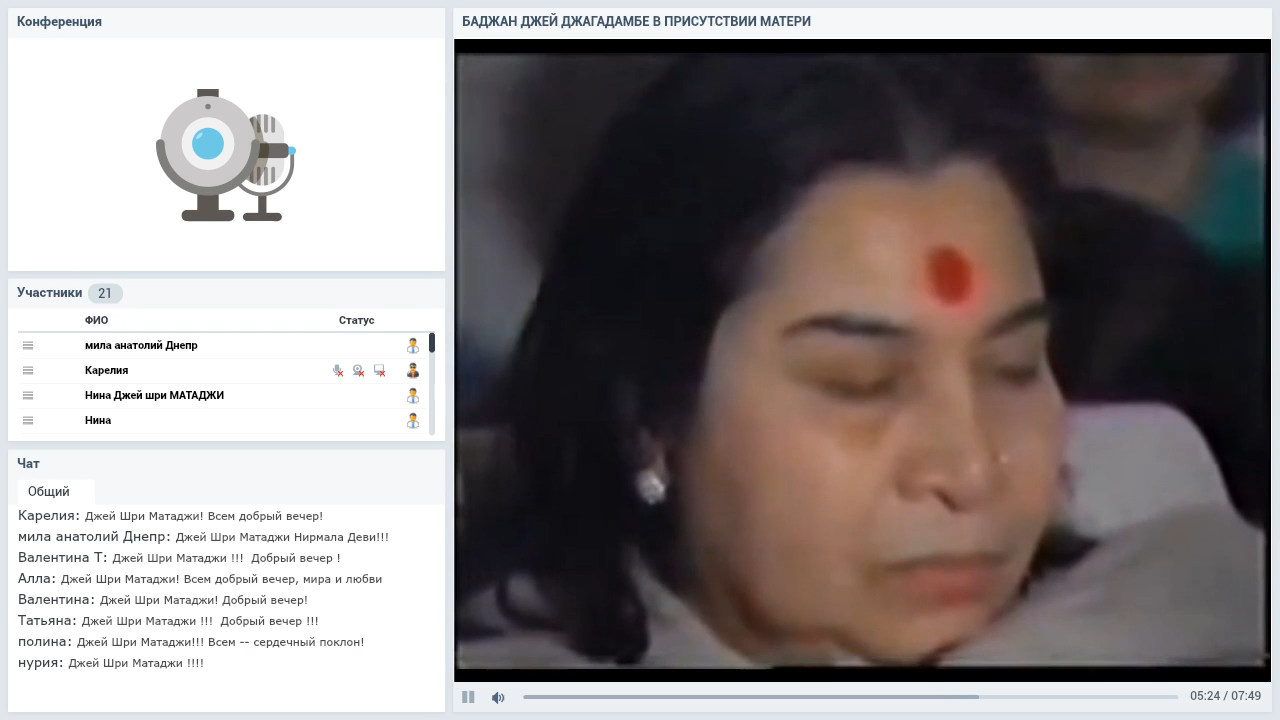 Конференция
БАДЖАН ДЖЕЙ ДЖАГАДАМБЕ В ПРИСУТСТВИИ МАТЕРИ
Участники 21
ФИО Статус
мила анатолий Днепр
Карелия
Нина Джей шри МАТАДЖИ
Нина
Чат
Общий
Карелия: Джей Шри Матаджи! Всем добрый вечер!
мила анатолий Днепр: Джей Шри Матаджи Нирмала Деви!!!
Валентина Т: Джей Шри Матаджи !!! Добрый вечер !
Алла: Джей Шри Матаджи! Всем добрый вечер, мира и любви
Валентина: Джей Шри Матаджи! Добрый вечер!
Татьяна: Джей Шри Матаджи !!! Добрый вечер !!!
полина: Джей Шри Матаджи!!! Всем -- сердечный поклон!
нурия: Джей Шри Матаджи !!!!
05:24 / 07:49